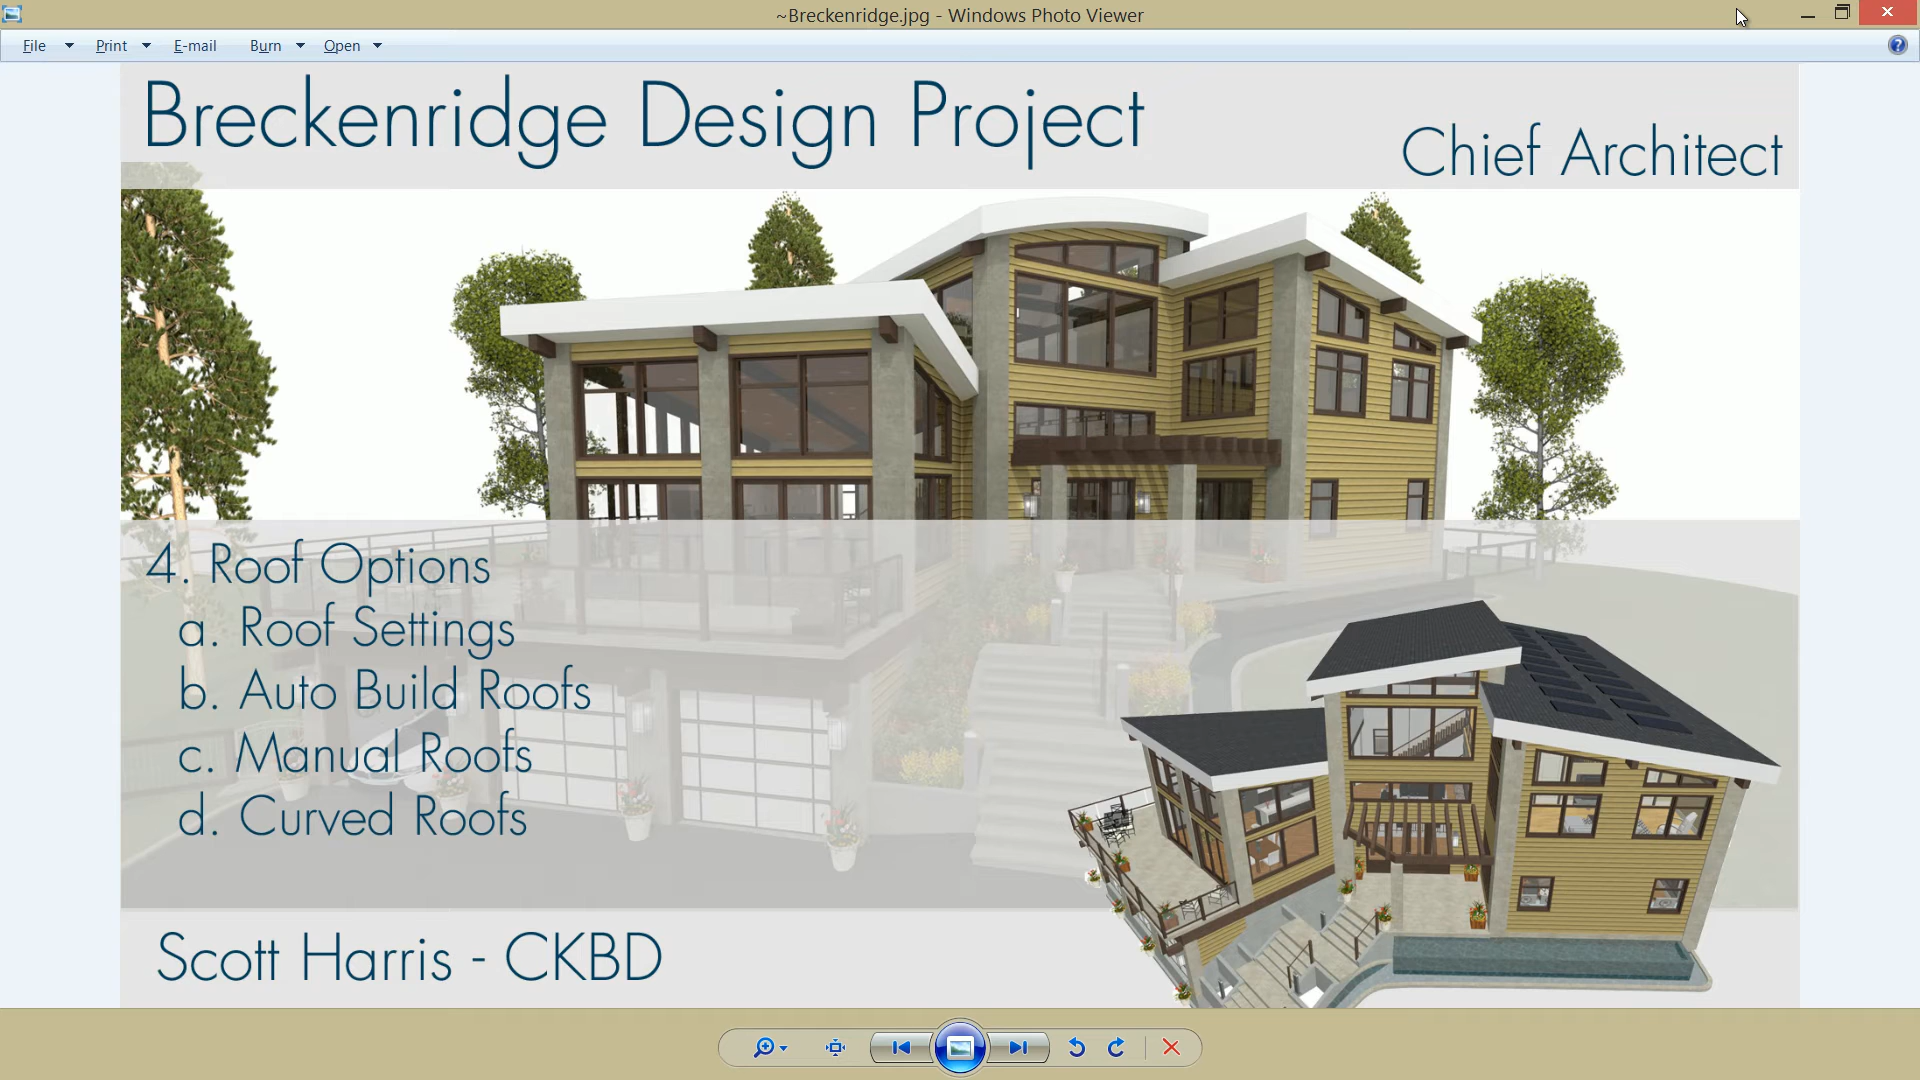 ~Breckenridge.jpg - Windows Photo Viewer
File Print E-mail Burn Open
Breckenridge Design Project
Chief Architect
4. Roof Options
a. Roof Settings
b. Auto Build Roofs
c. Manual Roofs
d. Curved Roofs
Scott Harris - CKBD